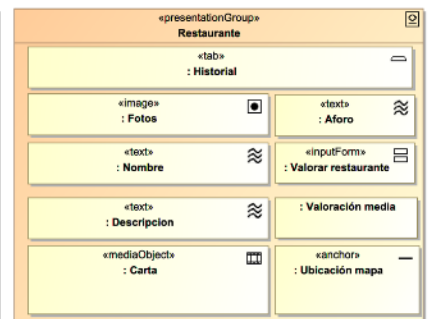 «presentationGroup»
Restaurante
«tab»
: Historial
«image»
: Fotos
«text»
: Aforo
«text»
: Nombre
«inputForm»
: Valorar restaurante
«text»
: Descripcion
: Valoración media
«mediaObject»
: Carta
«anchor»
: Ubicación mapa